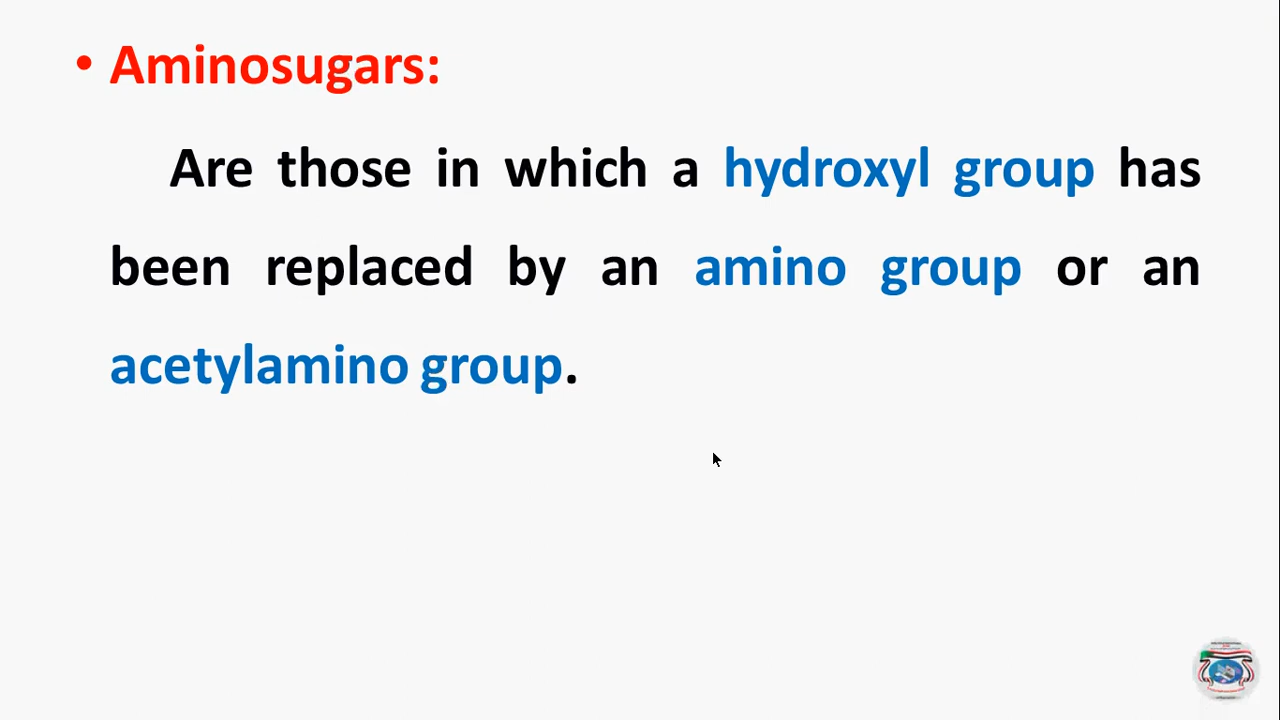 • Aminosugars:
Are those in which a hydroxyl group has
been replaced by an amino group or an
acetylamino group.